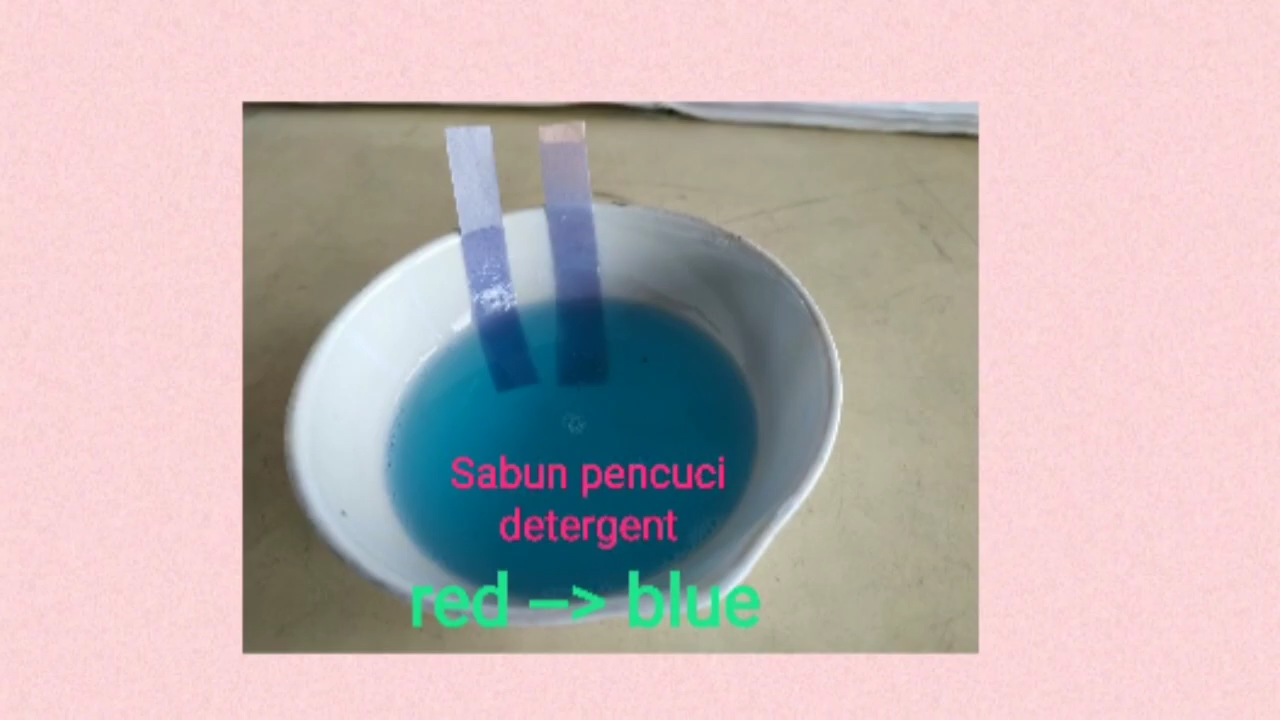 Sabun pencuci
detergent
red –> blue